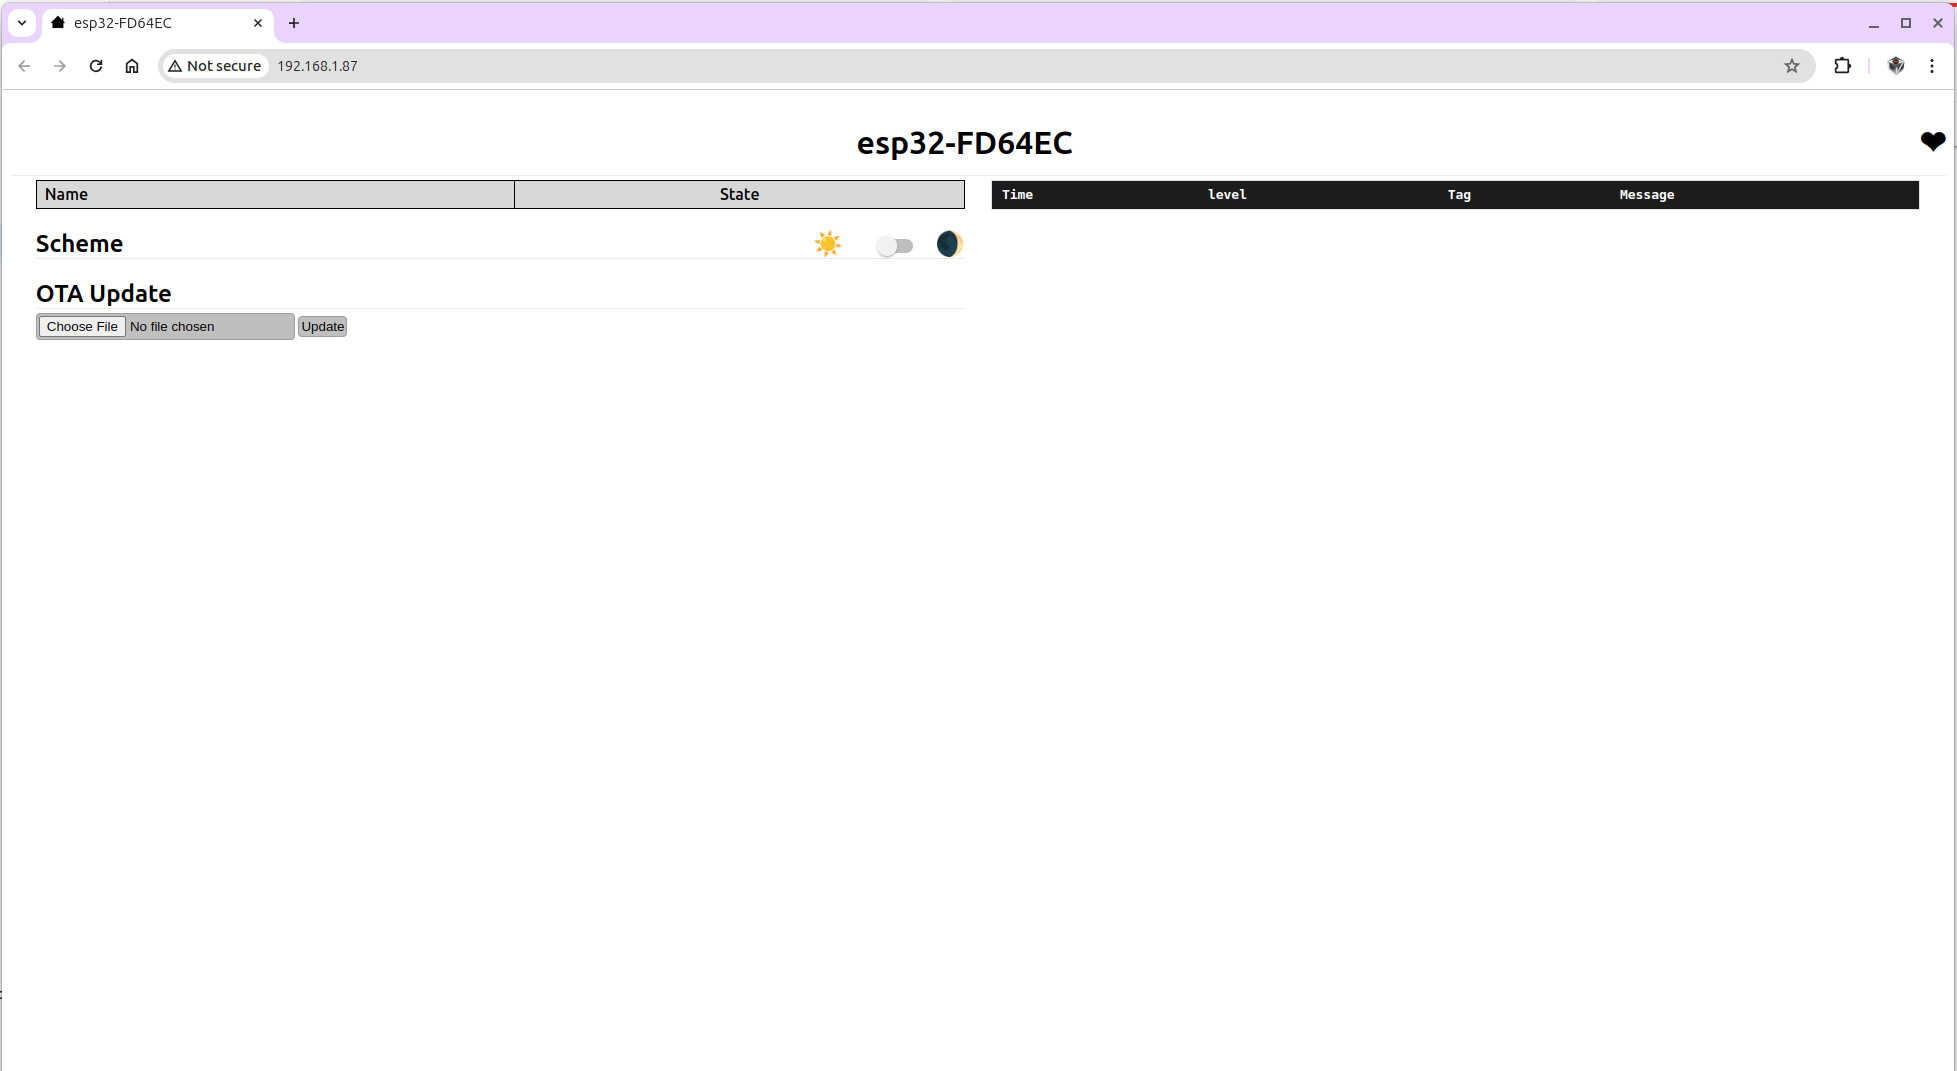 esp32-FD64EC
Not secure 192.168.1.87
esp32-FD64EC
Name State
Time level Tag Message
Scheme
OTA Update
Choose File No file chosen Update